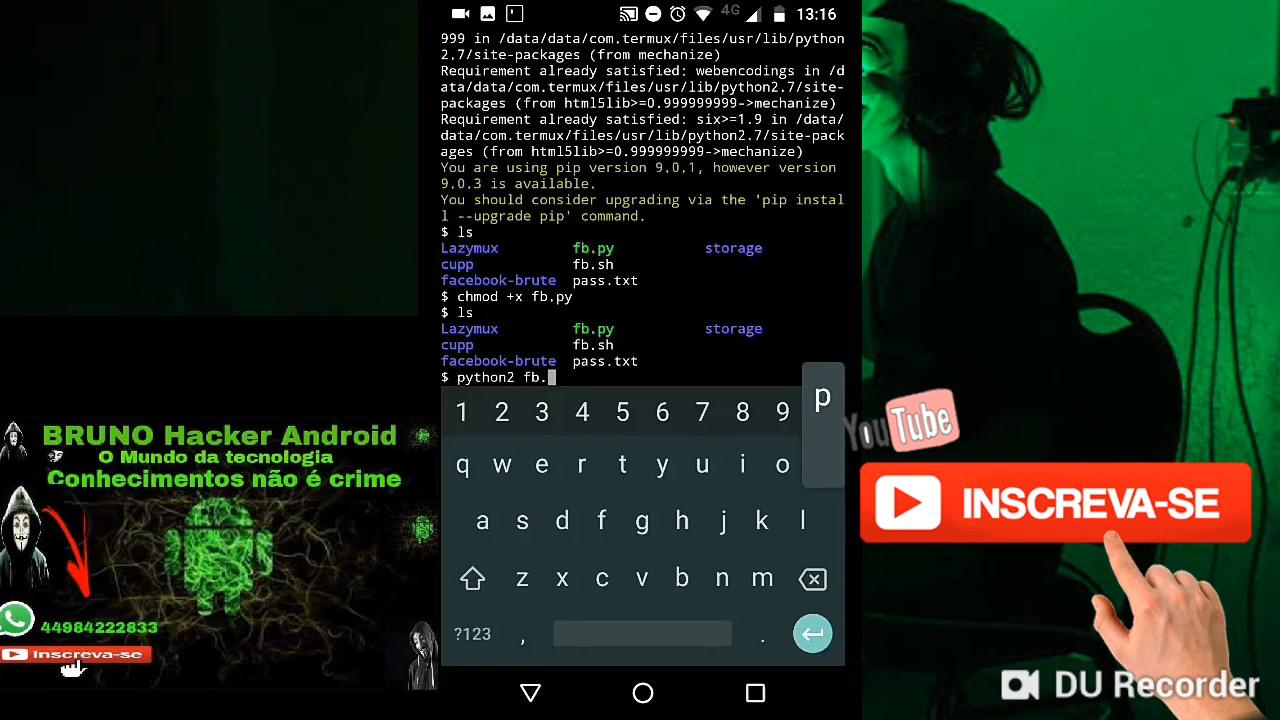 4G 13:16
999 in /data/data/com.termux/files/usr/lib/python
2.7/site-packages (from mechanize)
Requirement already satisfied: webencodings in /d
ata/data/com.termux/files/usr/lib/python2.7/site-
packages (from html5lib>=0.999999999->mechanize)
Requirement already satisfied: six>=1.9 in /data/
data/com.termux/files/usr/lib/python2.7/site-pack
ages (from html5lib>=0.999999999->mechanize)
You are using pip version 9.0.1, however version
9.0.3 is available.
You should consider upgrading via the 'pip instal
l --upgrade pip' command.
$ ls
Lazymux fb.py storage
cupp fb.sh
facebook-brute pass.txt
$ chmod +x fb.py
$ ls
Lazymux fb.py storage
cupp fb.sh
facebook-brute pass.txt
$ python2 fb.
p
1 2 3 4 5 6 7 8 9
q w e r t y u i o
a s d f g h j k l
z x c v b n m
?123 , .
BRUNO Hacker Android
O Mundo da tecnologia
Conhecimentos não é crime
44984222833
Inscreva-se
YouTube
INSCREVA-SE
DU Recorder